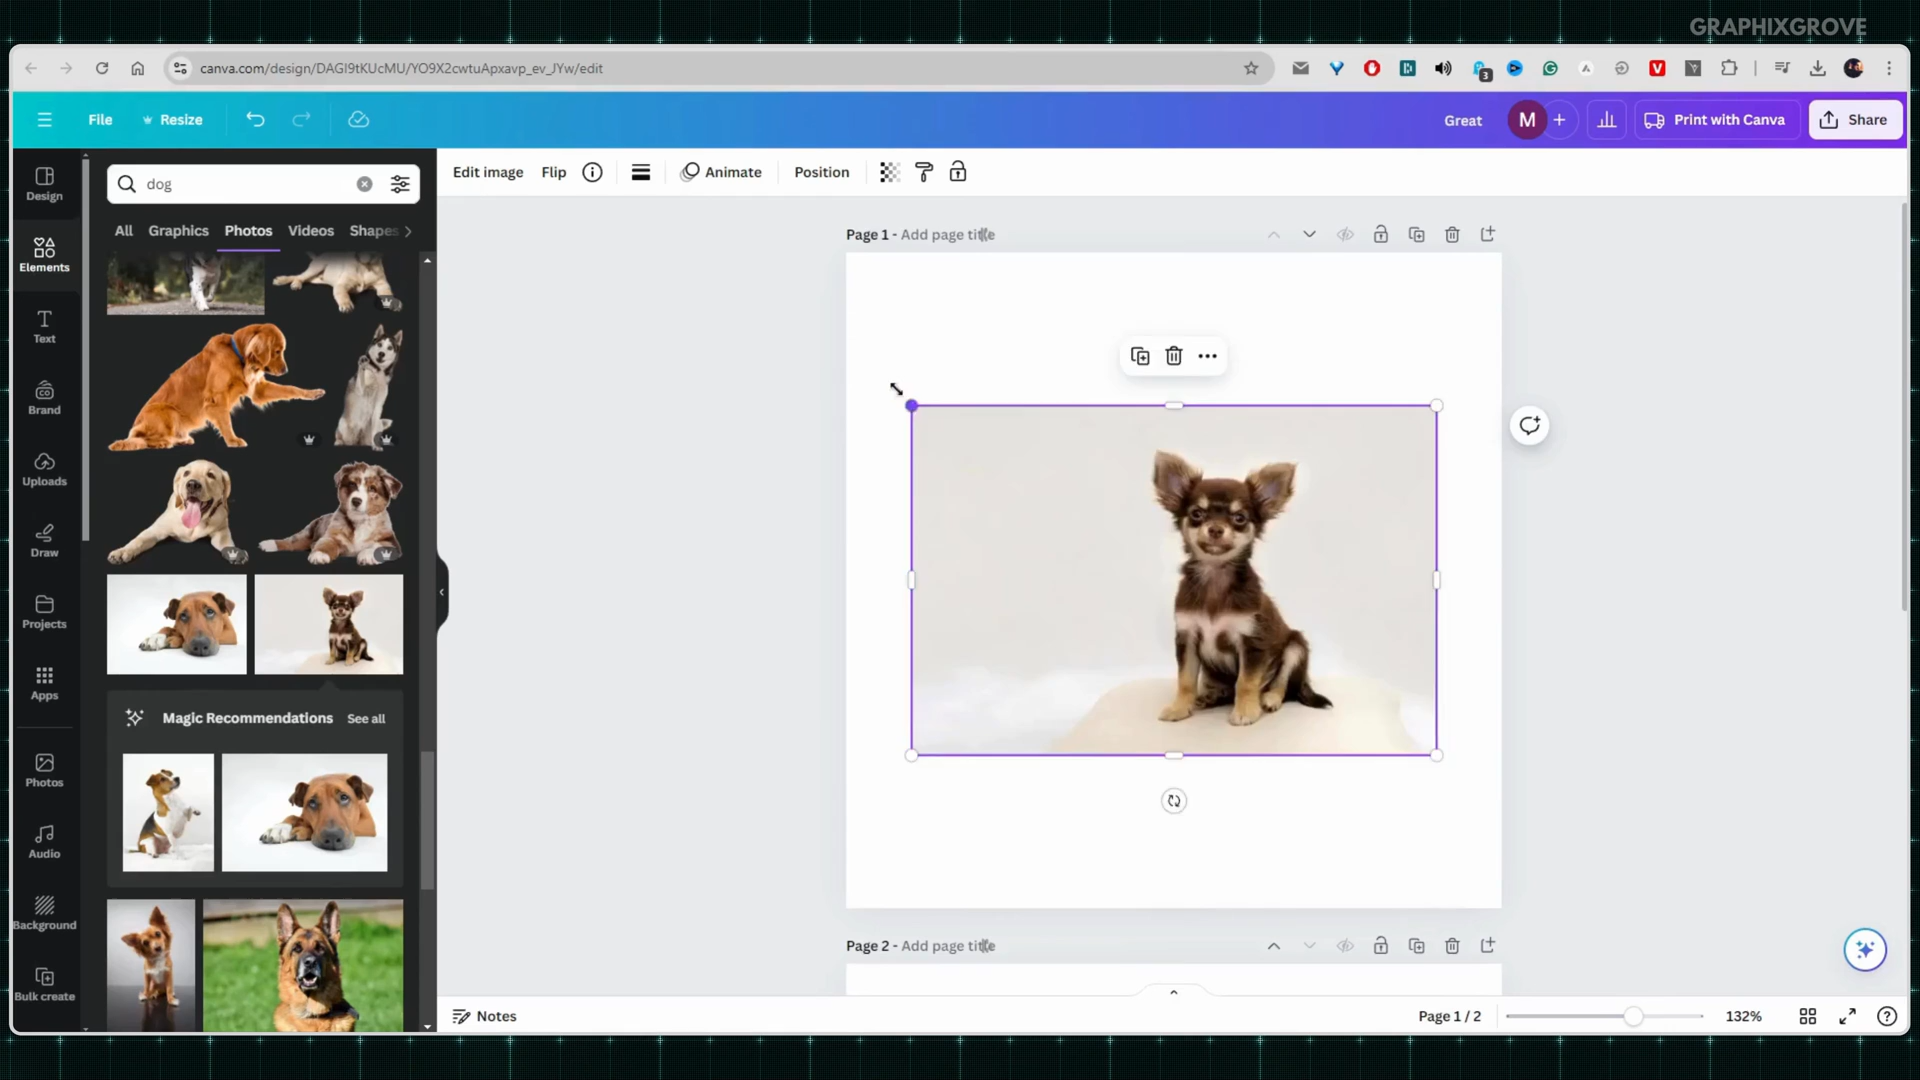 GRAPHIXGROVE
canva.com/design/DAGI9tKUcMU/YO9X2cwtuApxavp_ev_JYw/edit
3
File
Resize
Great
M
Print with Canva
Share
Design
Elements
Text
Brand
Uploads
Draw
Projects
Apps
Photos
Audio
Background
Bulk create
dog
All Graphics Photos Videos Shapes
Magic Recommendations See all
Edit image Flip Animate Position
Page 1 - Add page title
Page 2 - Add page title
Notes
Page 1 / 2
132%